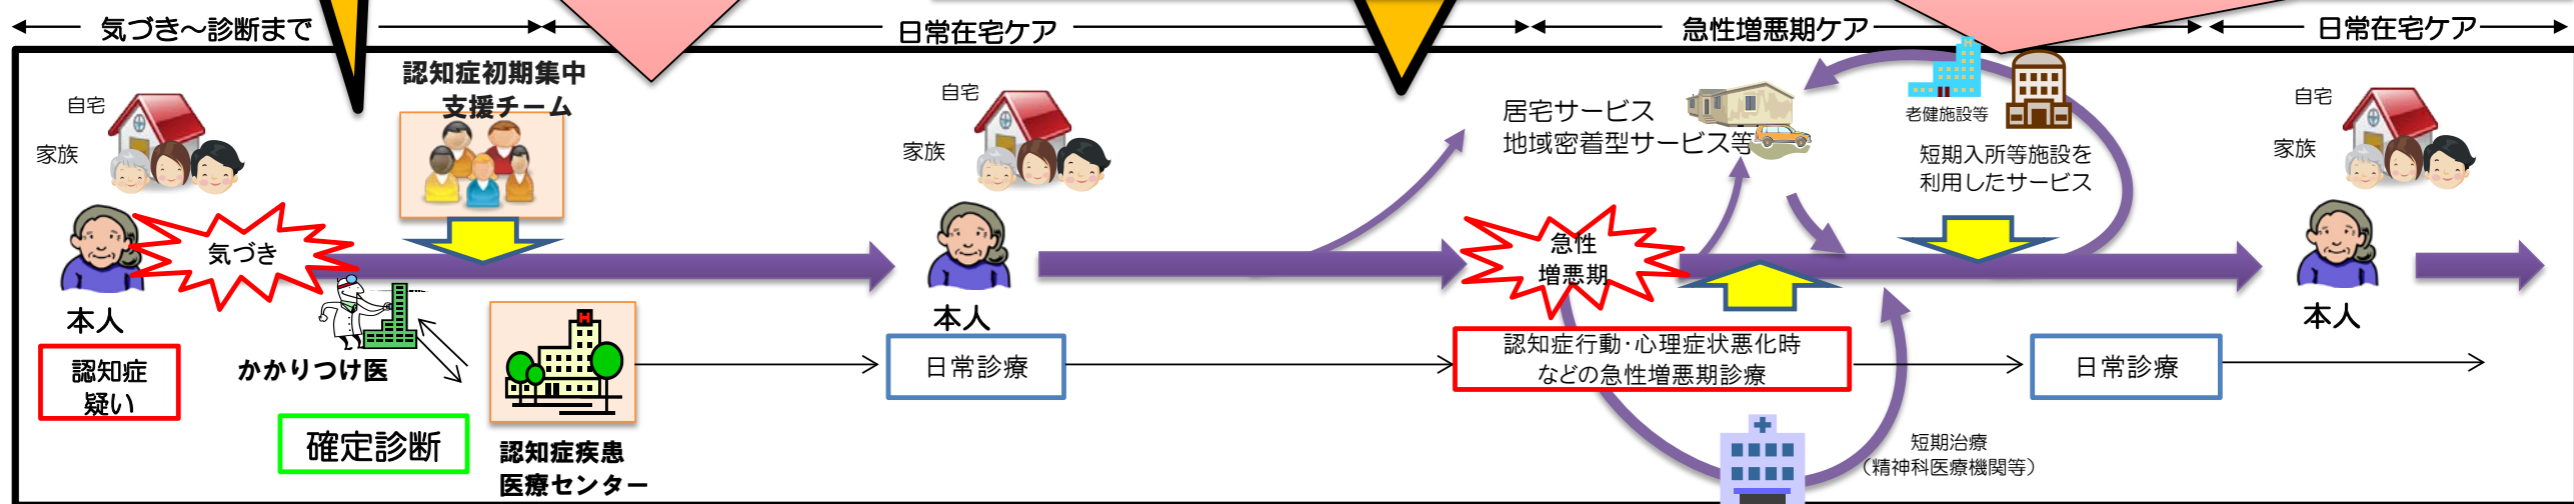 気づき～診断まで
日常在宅ケア
急性増悪期ケア
日常在宅ケア
認知症初期集中
支援チーム
自宅
家族
気づき
本人
認知症
疑い
かかりつけ医
確定診断
認知症疾患
医療センター
自宅
家族
本人
日常診療
居宅サービス
地域密着型サービス等
老健施設等
短期入所等施設を
利用したサービス
急性
増悪期
認知症行動・心理症状悪化時
などの急性増悪期診療
短期治療
（精神科医療機関等）
日常診療
自宅
家族
本人